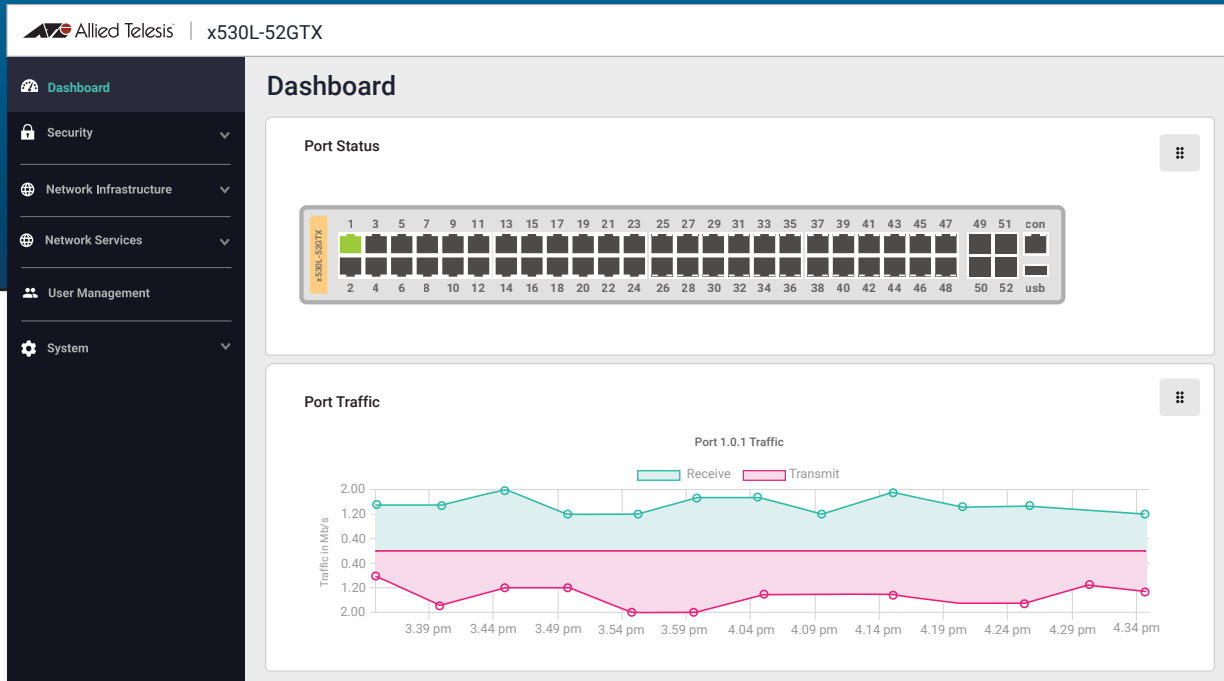 Allied Telesis x530L-52GTX
Dashboard
Security
Network Infrastructure
Network Services
User Management
System
Dashboard
Port Status
x530L-52GTX
1 3 5 7 9 11 13 15 17 19 21 23 25 27 29 31 33 35 37 39 41 43 45 47 49 51 con
2 4 6 8 10 12 14 16 18 20 22 24 26 28 30 32 34 36 38 40 42 44 46 48 50 52 usb
Port Traffic
Port 1.0.1 Traffic
Receive Transmit
Traffic in Mb/s
2.00
1.20
0.40
0.40
1.20
2.00
3.39 pm 3.44 pm 3.49 pm 3.54 pm 3.59 pm 4.04 pm 4.09 pm 4.14 pm 4.19 pm 4.24 pm 4.29 pm 4.34 pm